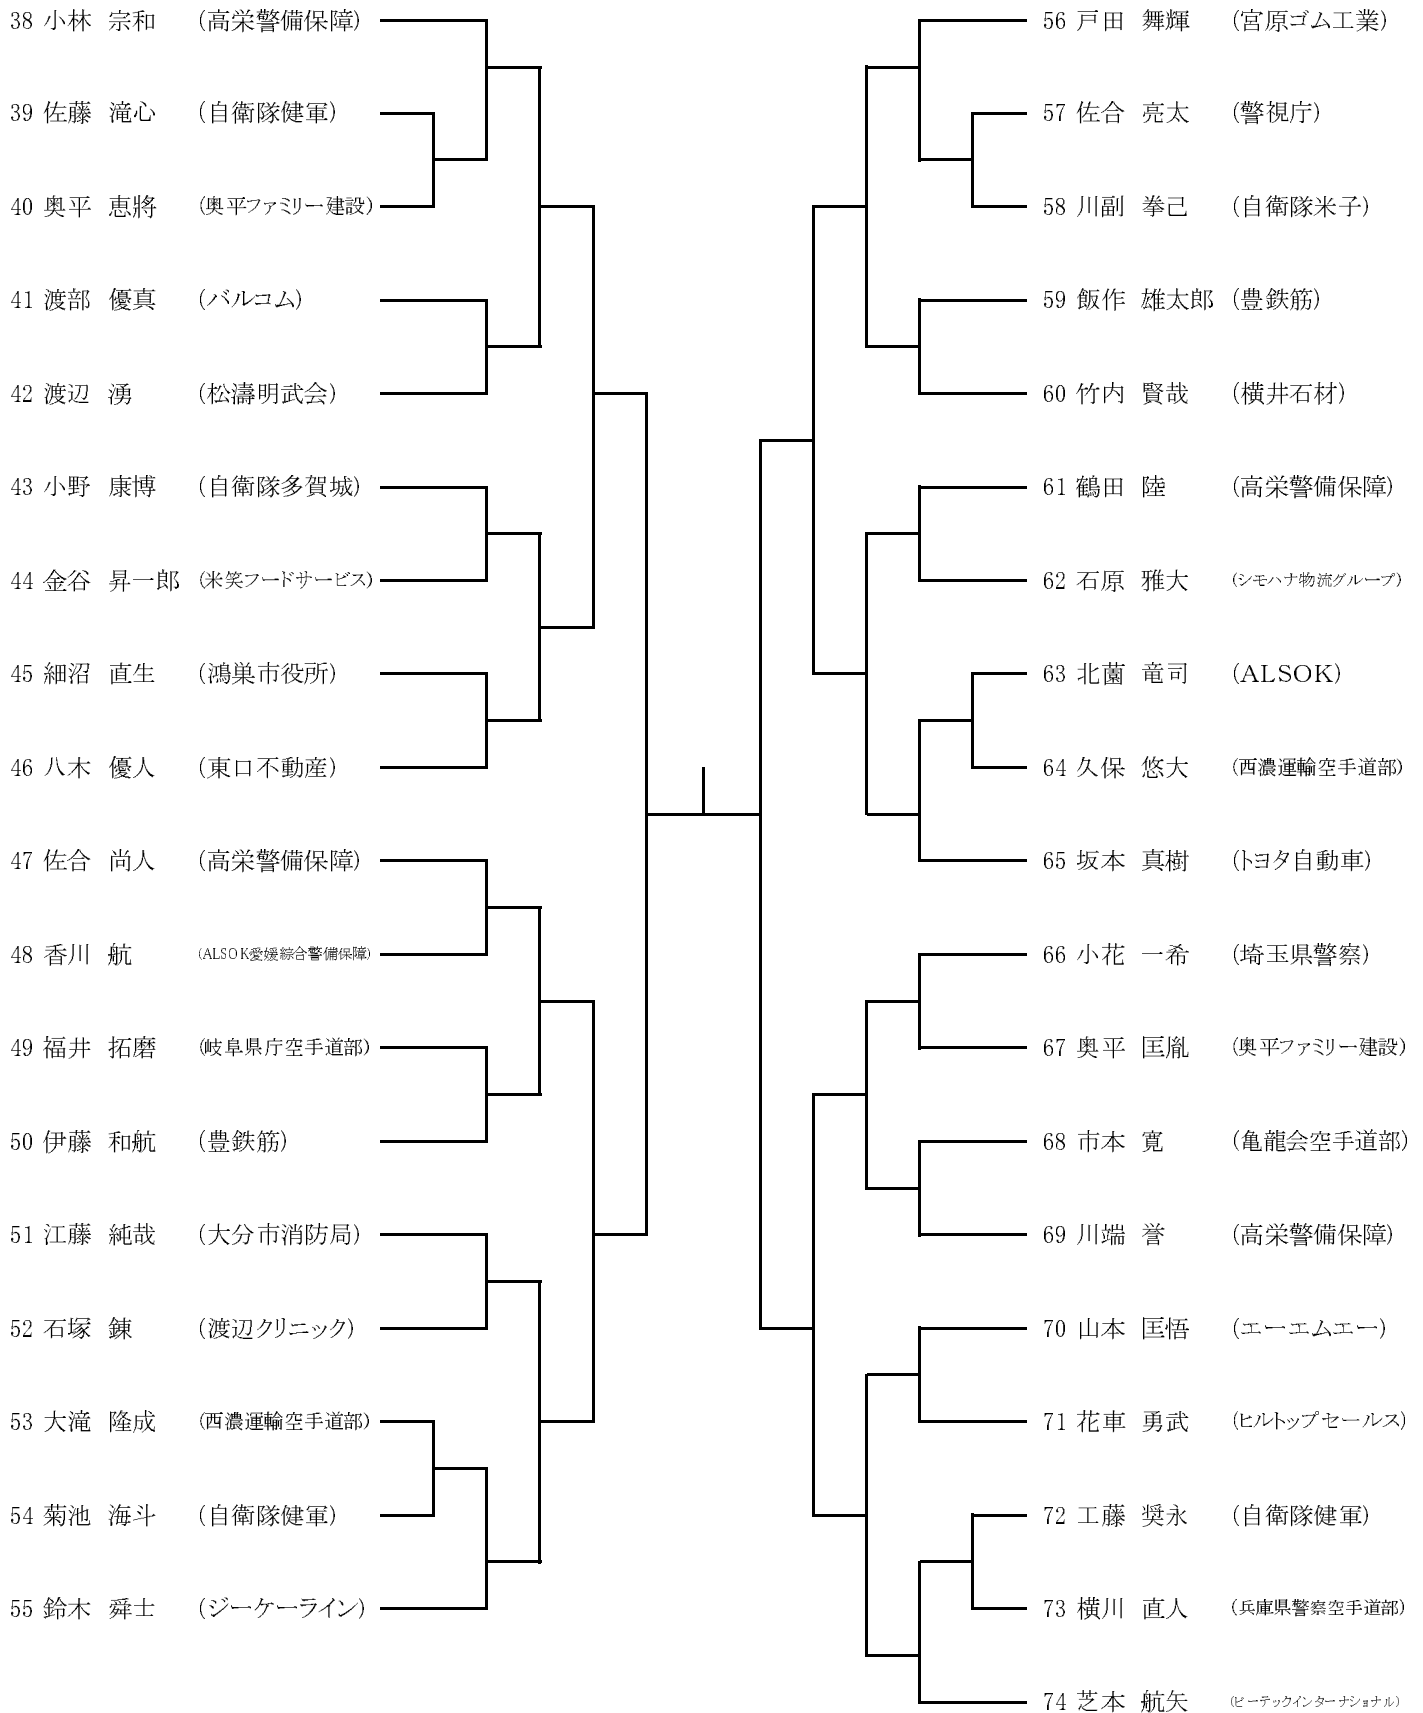 38 小林 宗和 (高栄警備保障)
39 佐藤 滝心 (自衛隊健軍)
40 奥平 恵將 (奥平ファミリー建設)
41 渡部 優真 (バルコム)
42 渡辺 湧 (松濤明武会)
43 小野 康博 (自衛隊多賀城)
44 金谷 昇一郎 (米笑フードサービス)
45 細沼 直生 (鴻巣市役所)
46 八木 優人 (東口不動産)
47 佐合 尚人 (高栄警備保障)
48 香川 航 (ALSOK愛媛綜合警備保障)
49 福井 拓磨 (岐阜県庁空手道部)
50 伊藤 和航 (豊鉄筋)
51 江藤 純哉 (大分市消防局)
52 石塚 錬 (渡辺クリニック)
53 大滝 隆成 (西濃運輸空手道部)
54 菊池 海斗 (自衛隊健軍)
55 鈴木 舜士 (ジーケーライン)
56 戸田 舞輝 (宮原ゴム工業)
57 佐合 亮太 (警視庁)
58 川副 拳己 (自衛隊米子)
59 飯作 雄太郎 (豊鉄筋)
60 竹内 賢哉 (横井石材)
61 鶴田 陸 (高栄警備保障)
62 石原 雅大 (シモハナ物流グループ)
63 北薗 竜司 (ALSOK)
64 久保 悠大 (西濃運輸空手道部)
65 坂本 真樹 (トヨタ自動車)
66 小花 一希 (埼玉県警察)
67 奥平 匡胤 (奥平ファミリー建設)
68 市本 寛 (亀龍会空手道部)
69 川端 誉 (高栄警備保障)
70 山本 匡悟 (エーエムエー)
71 花車 勇武 (ヒルトップセールス)
72 工藤 奨永 (自衛隊健軍)
73 横川 直人 (兵庫県警察空手道部)
74 芝本 航矢 (ビーテックインターナショナル)